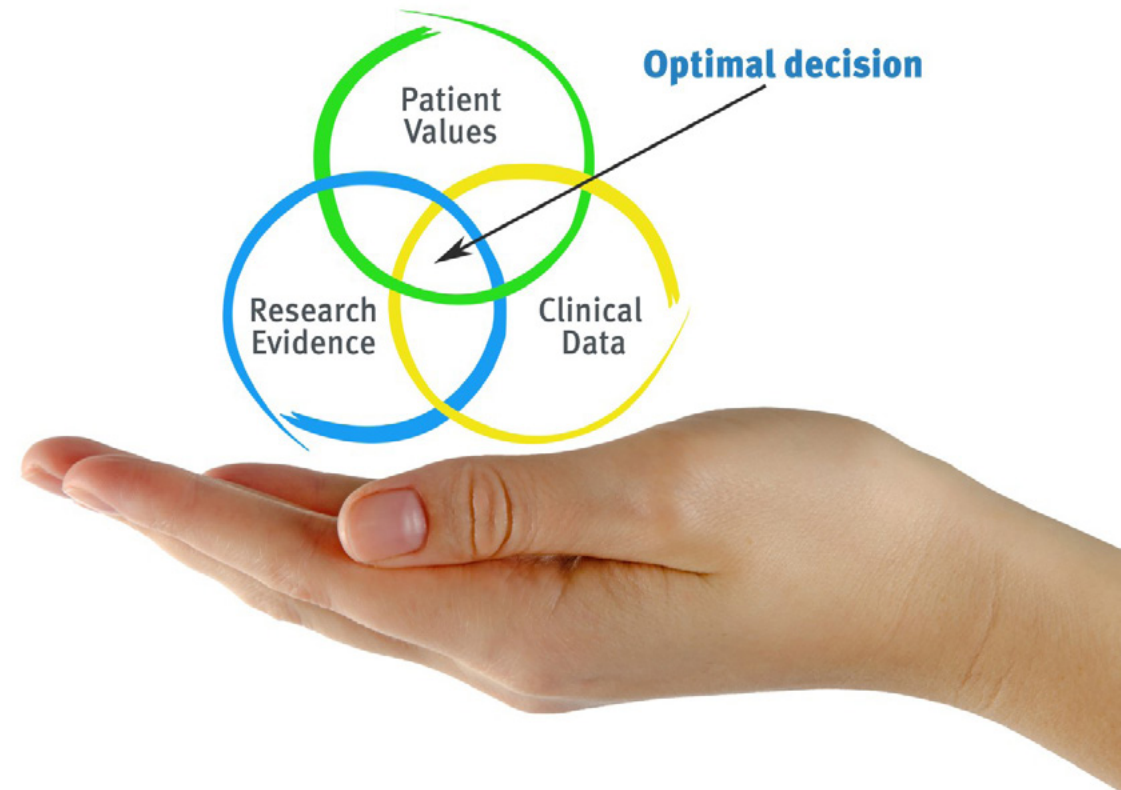 Optimal decision
Patient
Values
Research
Evidence
Clinical
Data